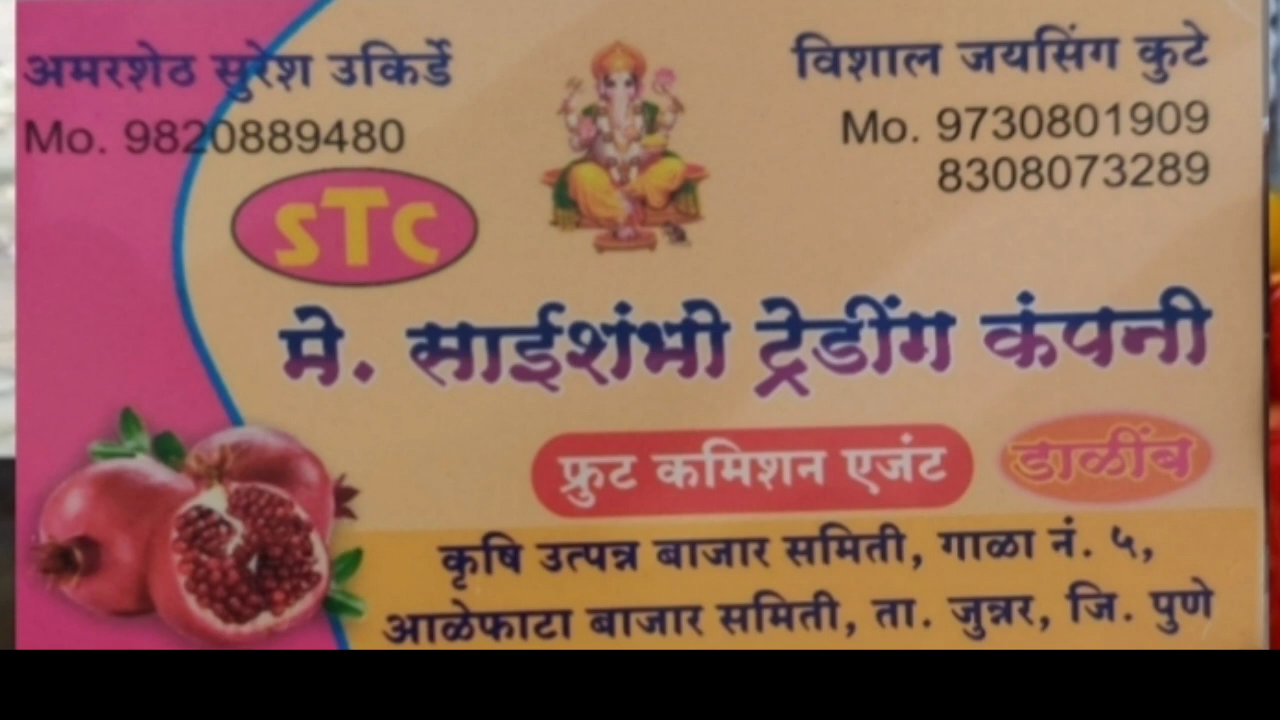 अमरशेठ सुरेश उकिर्डे
Mo. 9820889480
विशाल जयसिंग कुटे
Mo. 9730801909
8308073289
STC
मे. साईशंभो ट्रेडींग कंपनी
फ्रुट कमिशन एजंट
डाळींब
कृषि उत्पन्न बाजार समिती, गाळा नं. ५,
आळेफाटा बाजार समिती, ता. जुन्नर, जि. पुणे